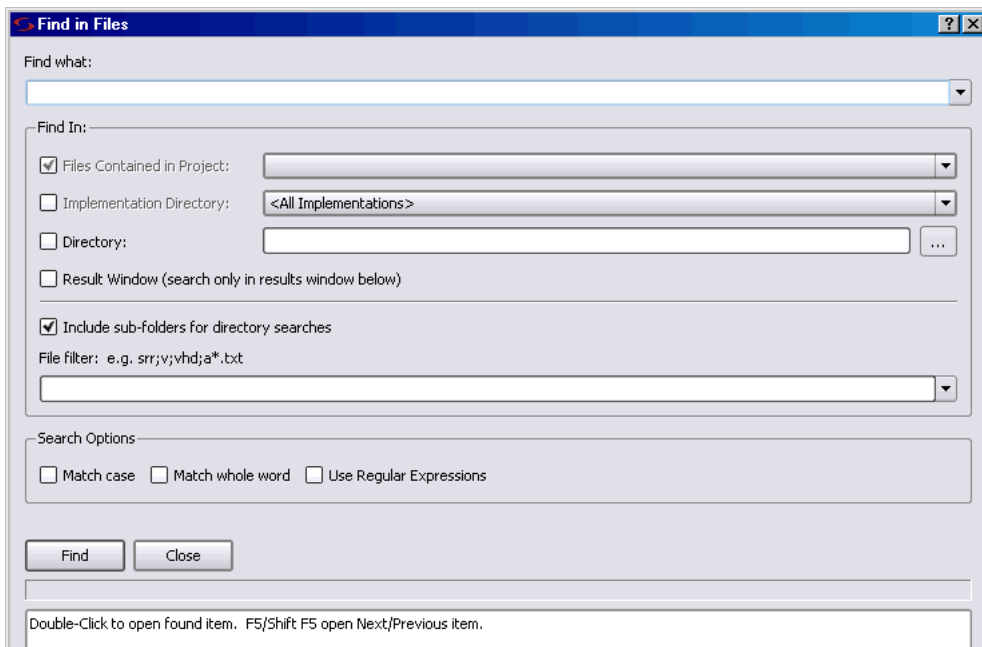 Find in Files
Find what:
Find In:
Files Contained in Project:
Implementation Directory: <All Implementations>
Directory: ...
Result Window (search only in results window below)
Include sub-folders for directory searches
File filter: e.g. srr;v;vhd;a*.txt
Search Options
Match case Match whole word Use Regular Expressions
Find Close
Double-Click to open found item. F5/Shift F5 open Next/Previous item.